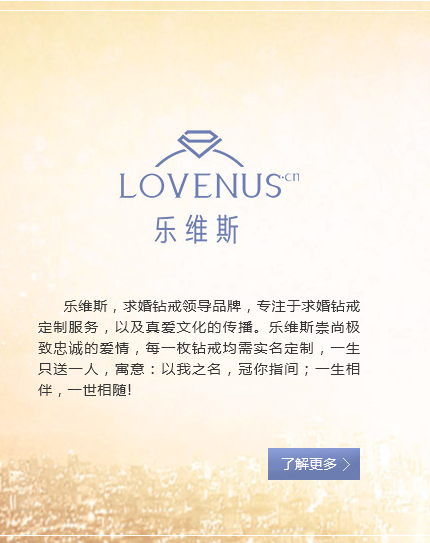 LOVENUS.cn
乐维斯
乐维斯，求婚钻戒领导品牌，专注于求婚钻戒
定制服务，以及真爱文化的传播。乐维斯崇尚极
致忠诚的爱情，每一枚钻戒均需实名定制，一生
只送一人，寓意：以我之名，冠你指间；一生相
伴，一世相随!
了解更多 >